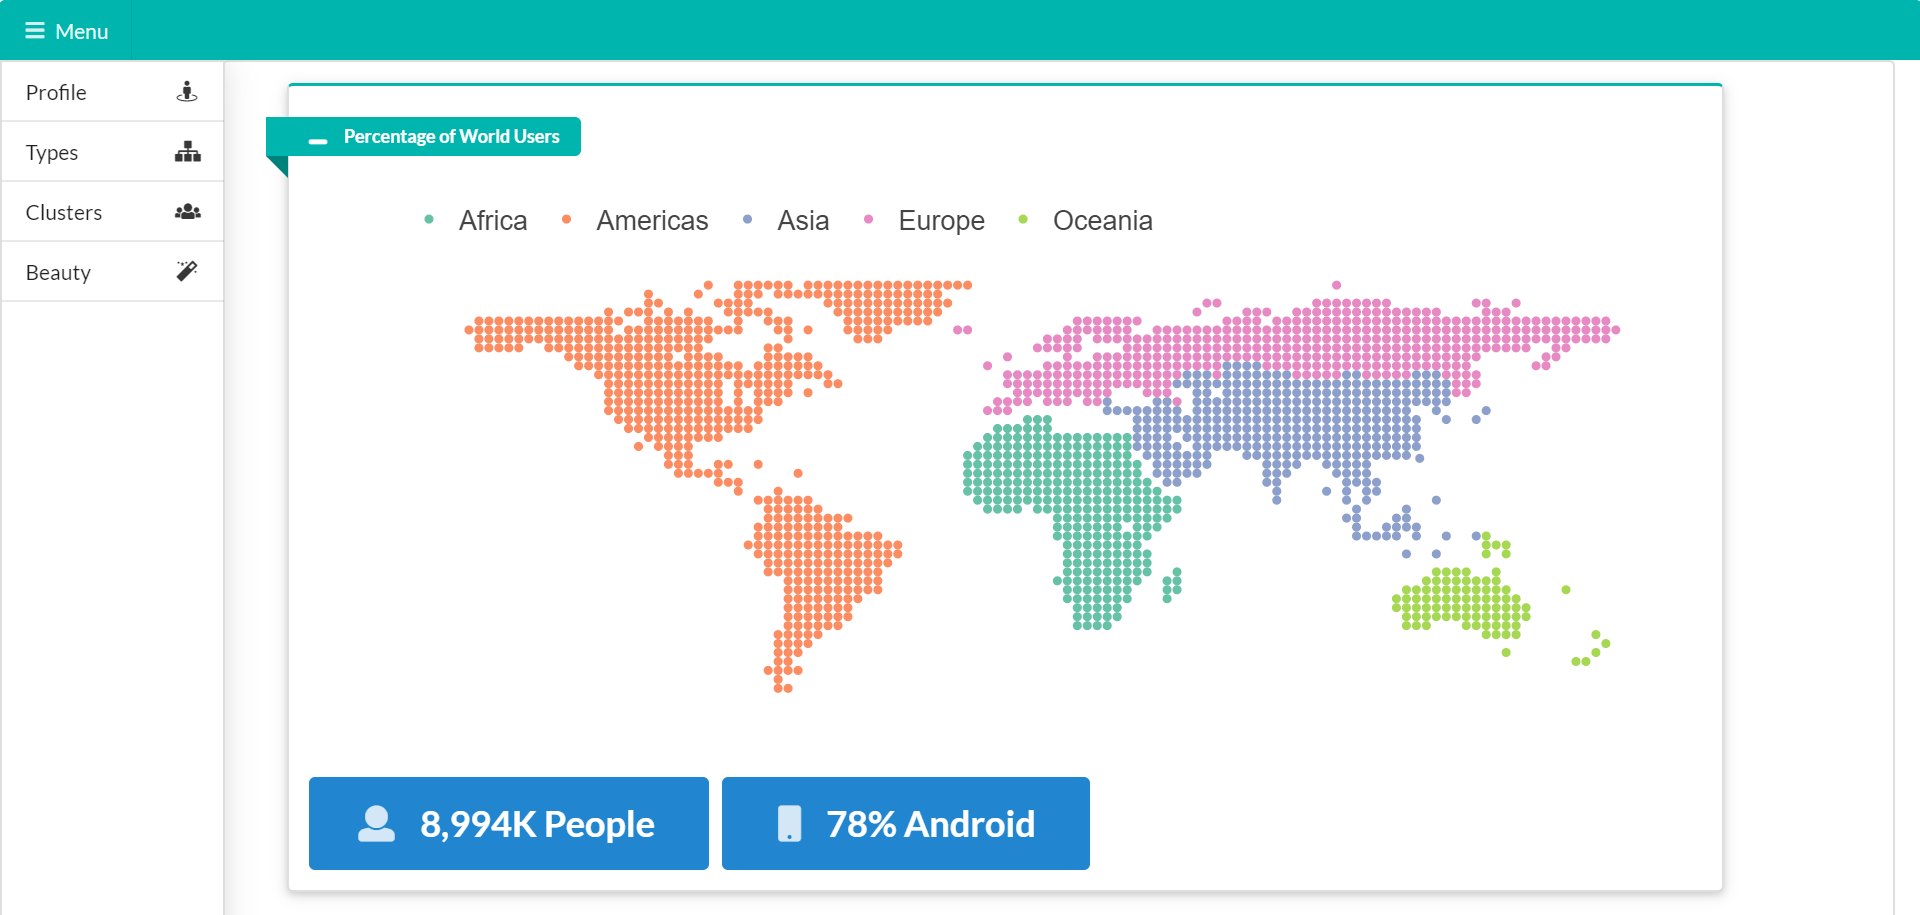 Menu
Profile
Types
Clusters
Beauty
Percentage of World Users
Africa Americas Asia Europe Oceania
8,994K People
78% Android